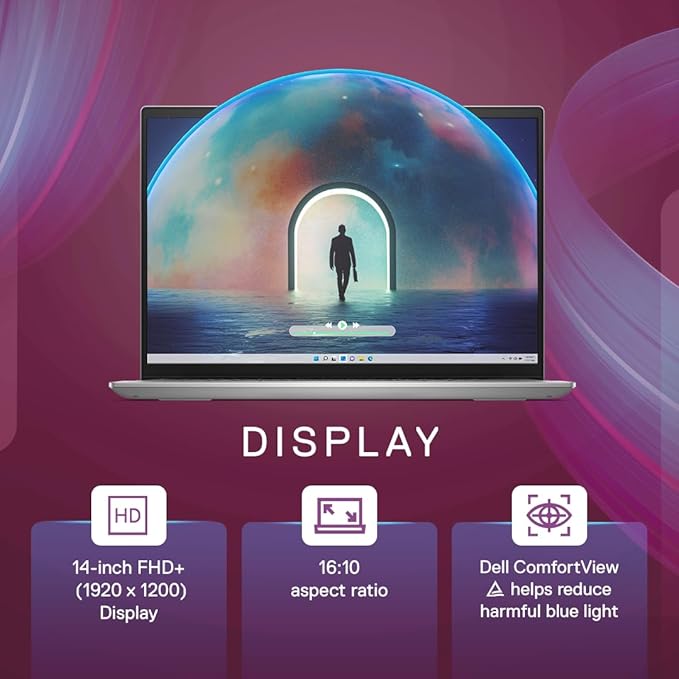 DISPLAY
HD
14-inch FHD+
(1920 x 1200)
Display
16:10
aspect ratio
Dell ComfortView
helps reduce
harmful blue light